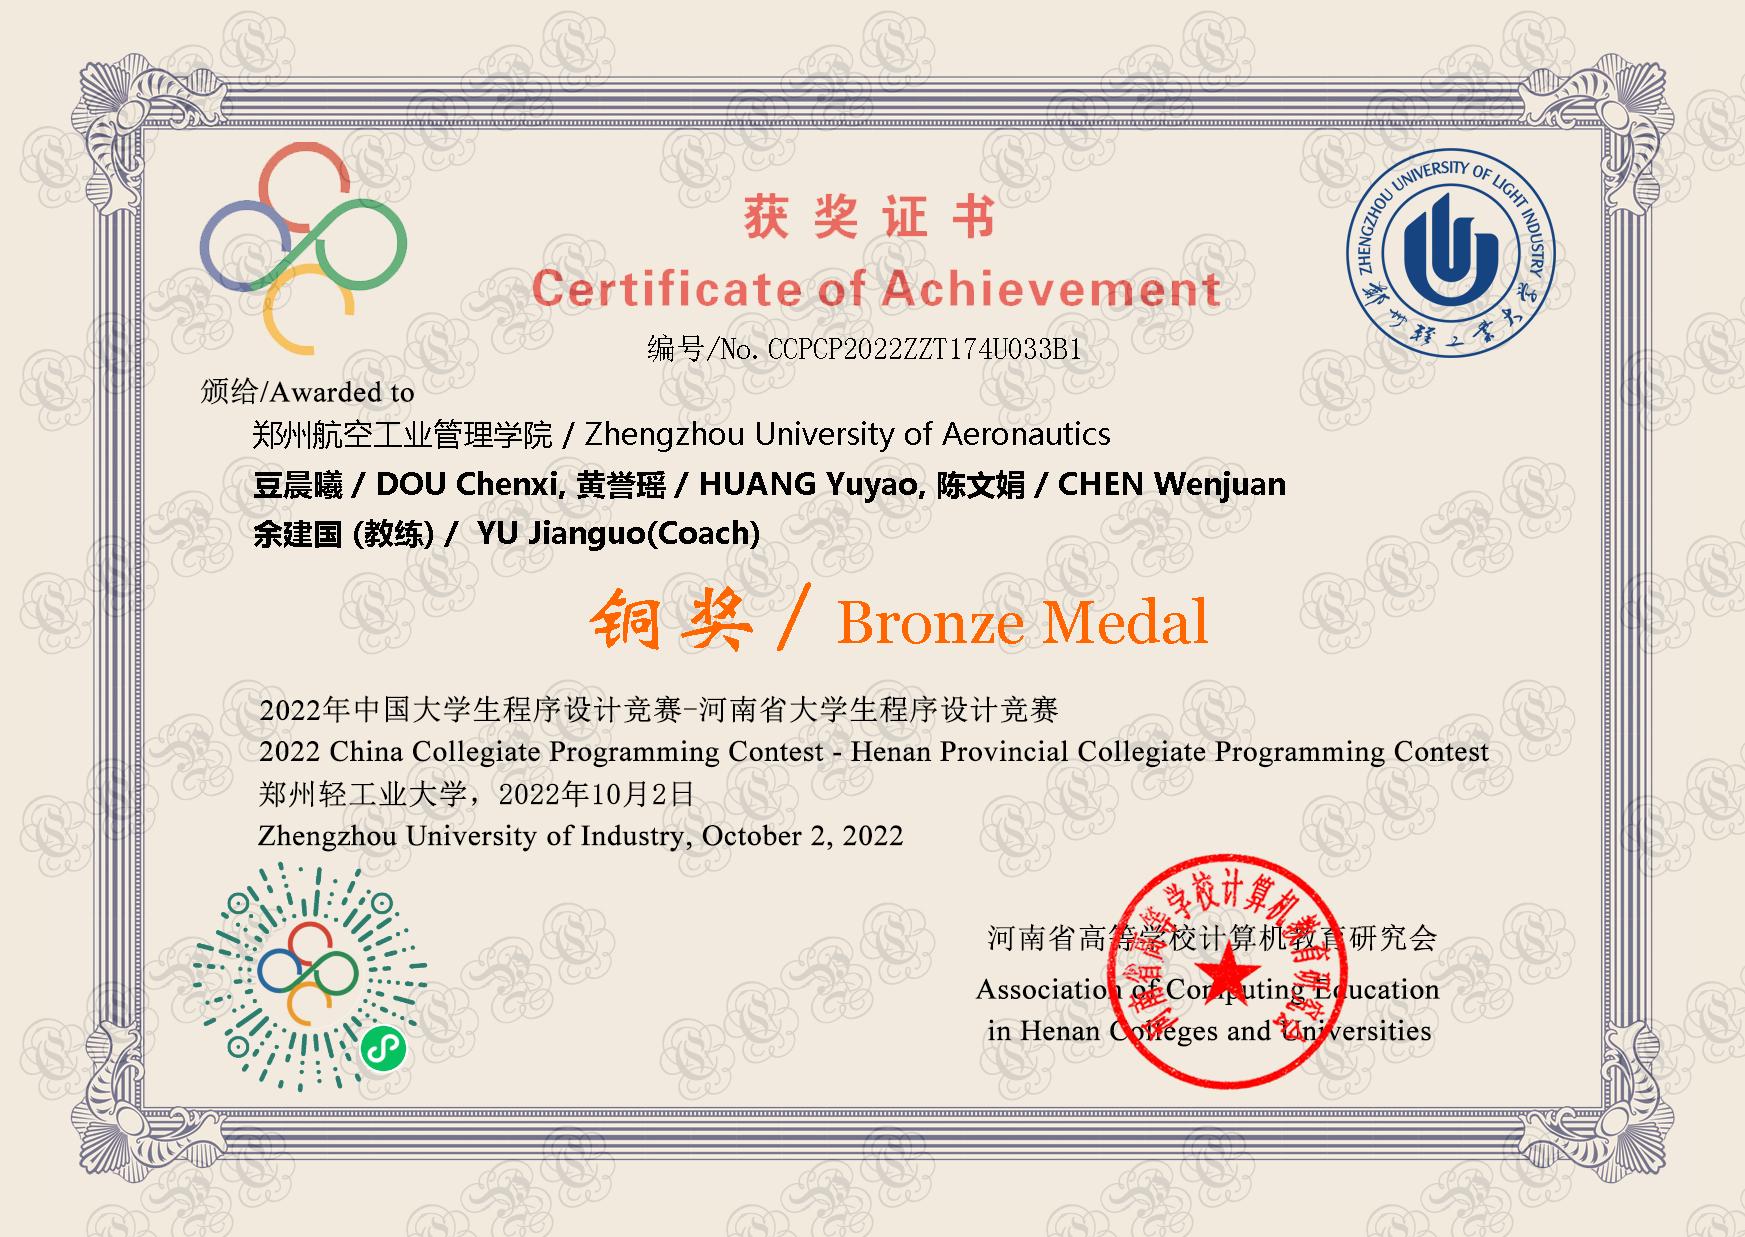 ZHENGZHOU UNIVERSITY OF LIGHT INDUSTRY
郑州轻工业大学
获奖证书
Certificate of Achievement
编号/No. CCPCP2022ZZT174U033B1
颁给/Awarded to
郑州航空工业管理学院 / Zhengzhou University of Aeronautics
豆晨曦 / DOU Chenxi, 黄誉瑶 / HUANG Yuyao, 陈文娟 / CHEN Wenjuan
余建国 (教练) / YU Jianguo(Coach)
铜奖 / Bronze Medal
2022年中国大学生程序设计竞赛-河南省大学生程序设计竞赛
2022 China Collegiate Programming Contest - Henan Provincial Collegiate Programming Contest
郑州轻工业大学，2022年10月2日
Zhengzhou University of Industry, October 2, 2022
河南省高等学校计算机教育研究会
Association of Computing Education
in Henan Colleges and Universities
河南省高等学校计算机教育研究会